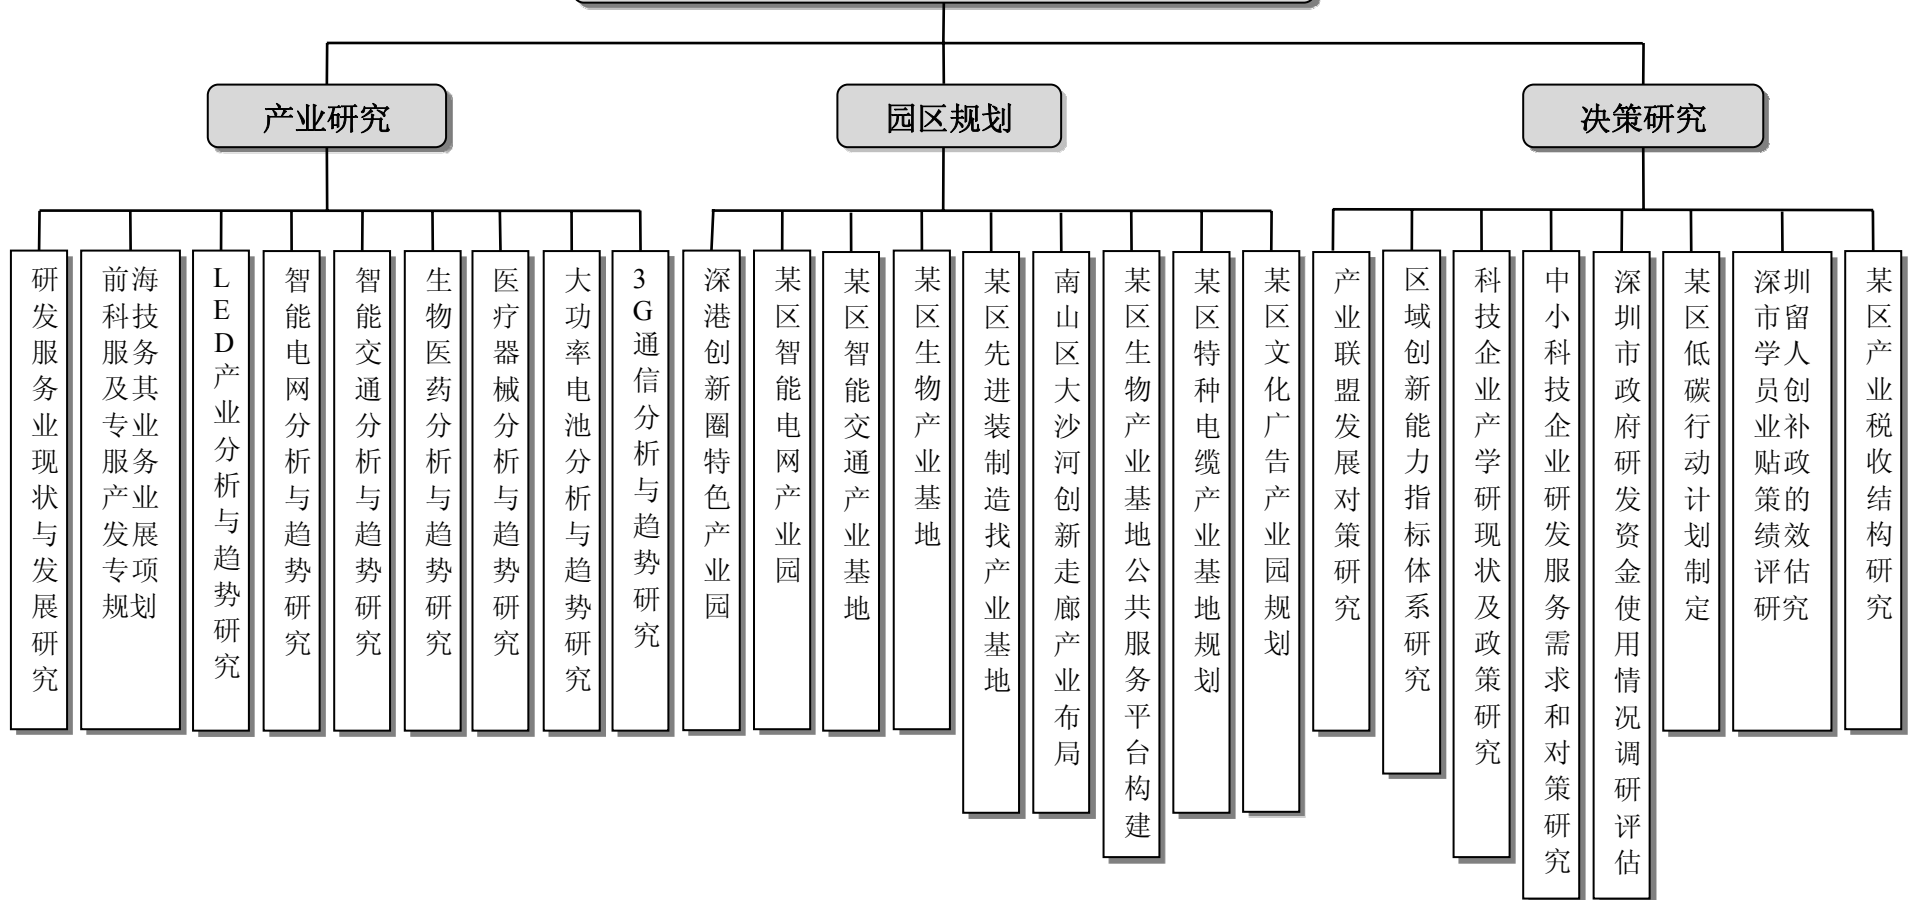 产业研究
园区规划
决策研究
研发服务业现状与发展研究
前海科技服务及其专业服务产业发展专项规划
LED产业分析与趋势研究
智能电网分析与趋势研究
智能交通分析与趋势研究
生物医药分析与趋势研究
医疗器械分析与趋势研究
大功率电池分析与趋势研究
3G通信分析与趋势研究
深港创新圈特色产业园
某区智能电网产业园
某区智能交通产业基地
某区生物产业基地
某区先进装制造找产业基地
南山区大沙河创新走廊产业布局
某区生物产业基地公共服务平台构建
某区特种电缆产业基地规划
某区文化广告产业园规划
产业联盟发展对策研究
区域创新能力指标体系研究
科技企业产学研现状及政策研究
中小科技企业研发服务需求和对策研究
深圳市政府研发资金使用情况调研评估
某区低碳行动计划制定
深圳市留学人员创业补贴政策的绩效评估研究
某区产业税收结构研究